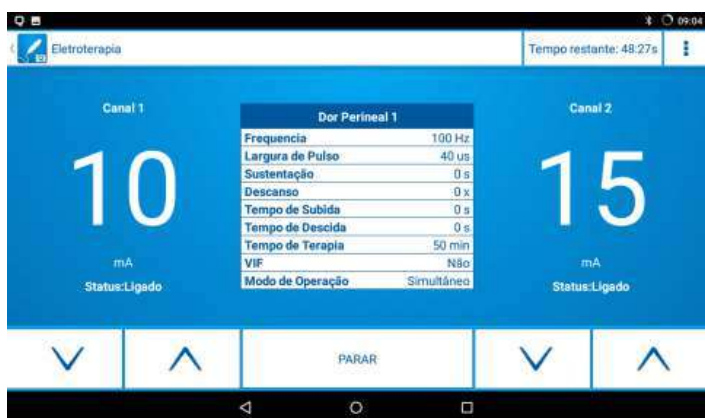 09:04
Eletroterapia
Tempo restante: 48:27s
Canal 1
10
mA
Status:Ligado
Dor Perineal 1
Frequencia 100 Hz
Largura de Pulso 40 us
Sustentação 0 s
Descanso 0 x
Tempo de Subida 0 s
Tempo de Descida 0 s
Tempo de Terapia 50 min
VIF Não
Modo de Operação Simultáneo
Canal 2
15
mA
Status:Ligado
PARAR